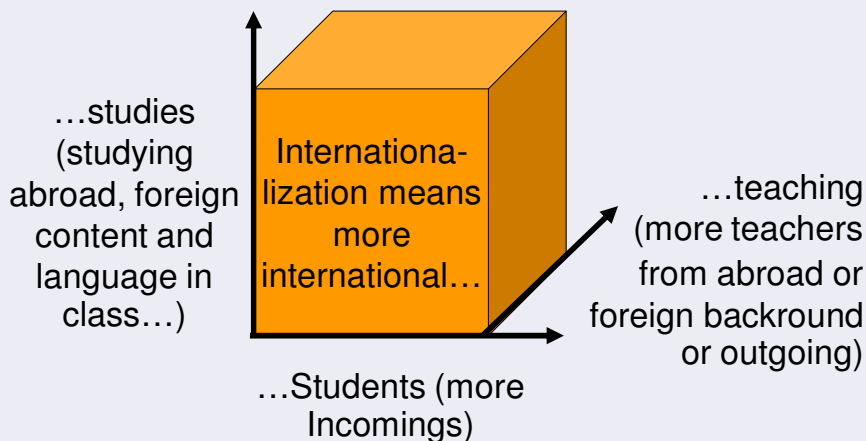 …studies
(studying
abroad, foreign
content and
language in
class…)
Internationa-
lization means
more
international…
…teaching
(more teachers
from abroad or
foreign backround
or outgoing)
…Students (more
Incomings)